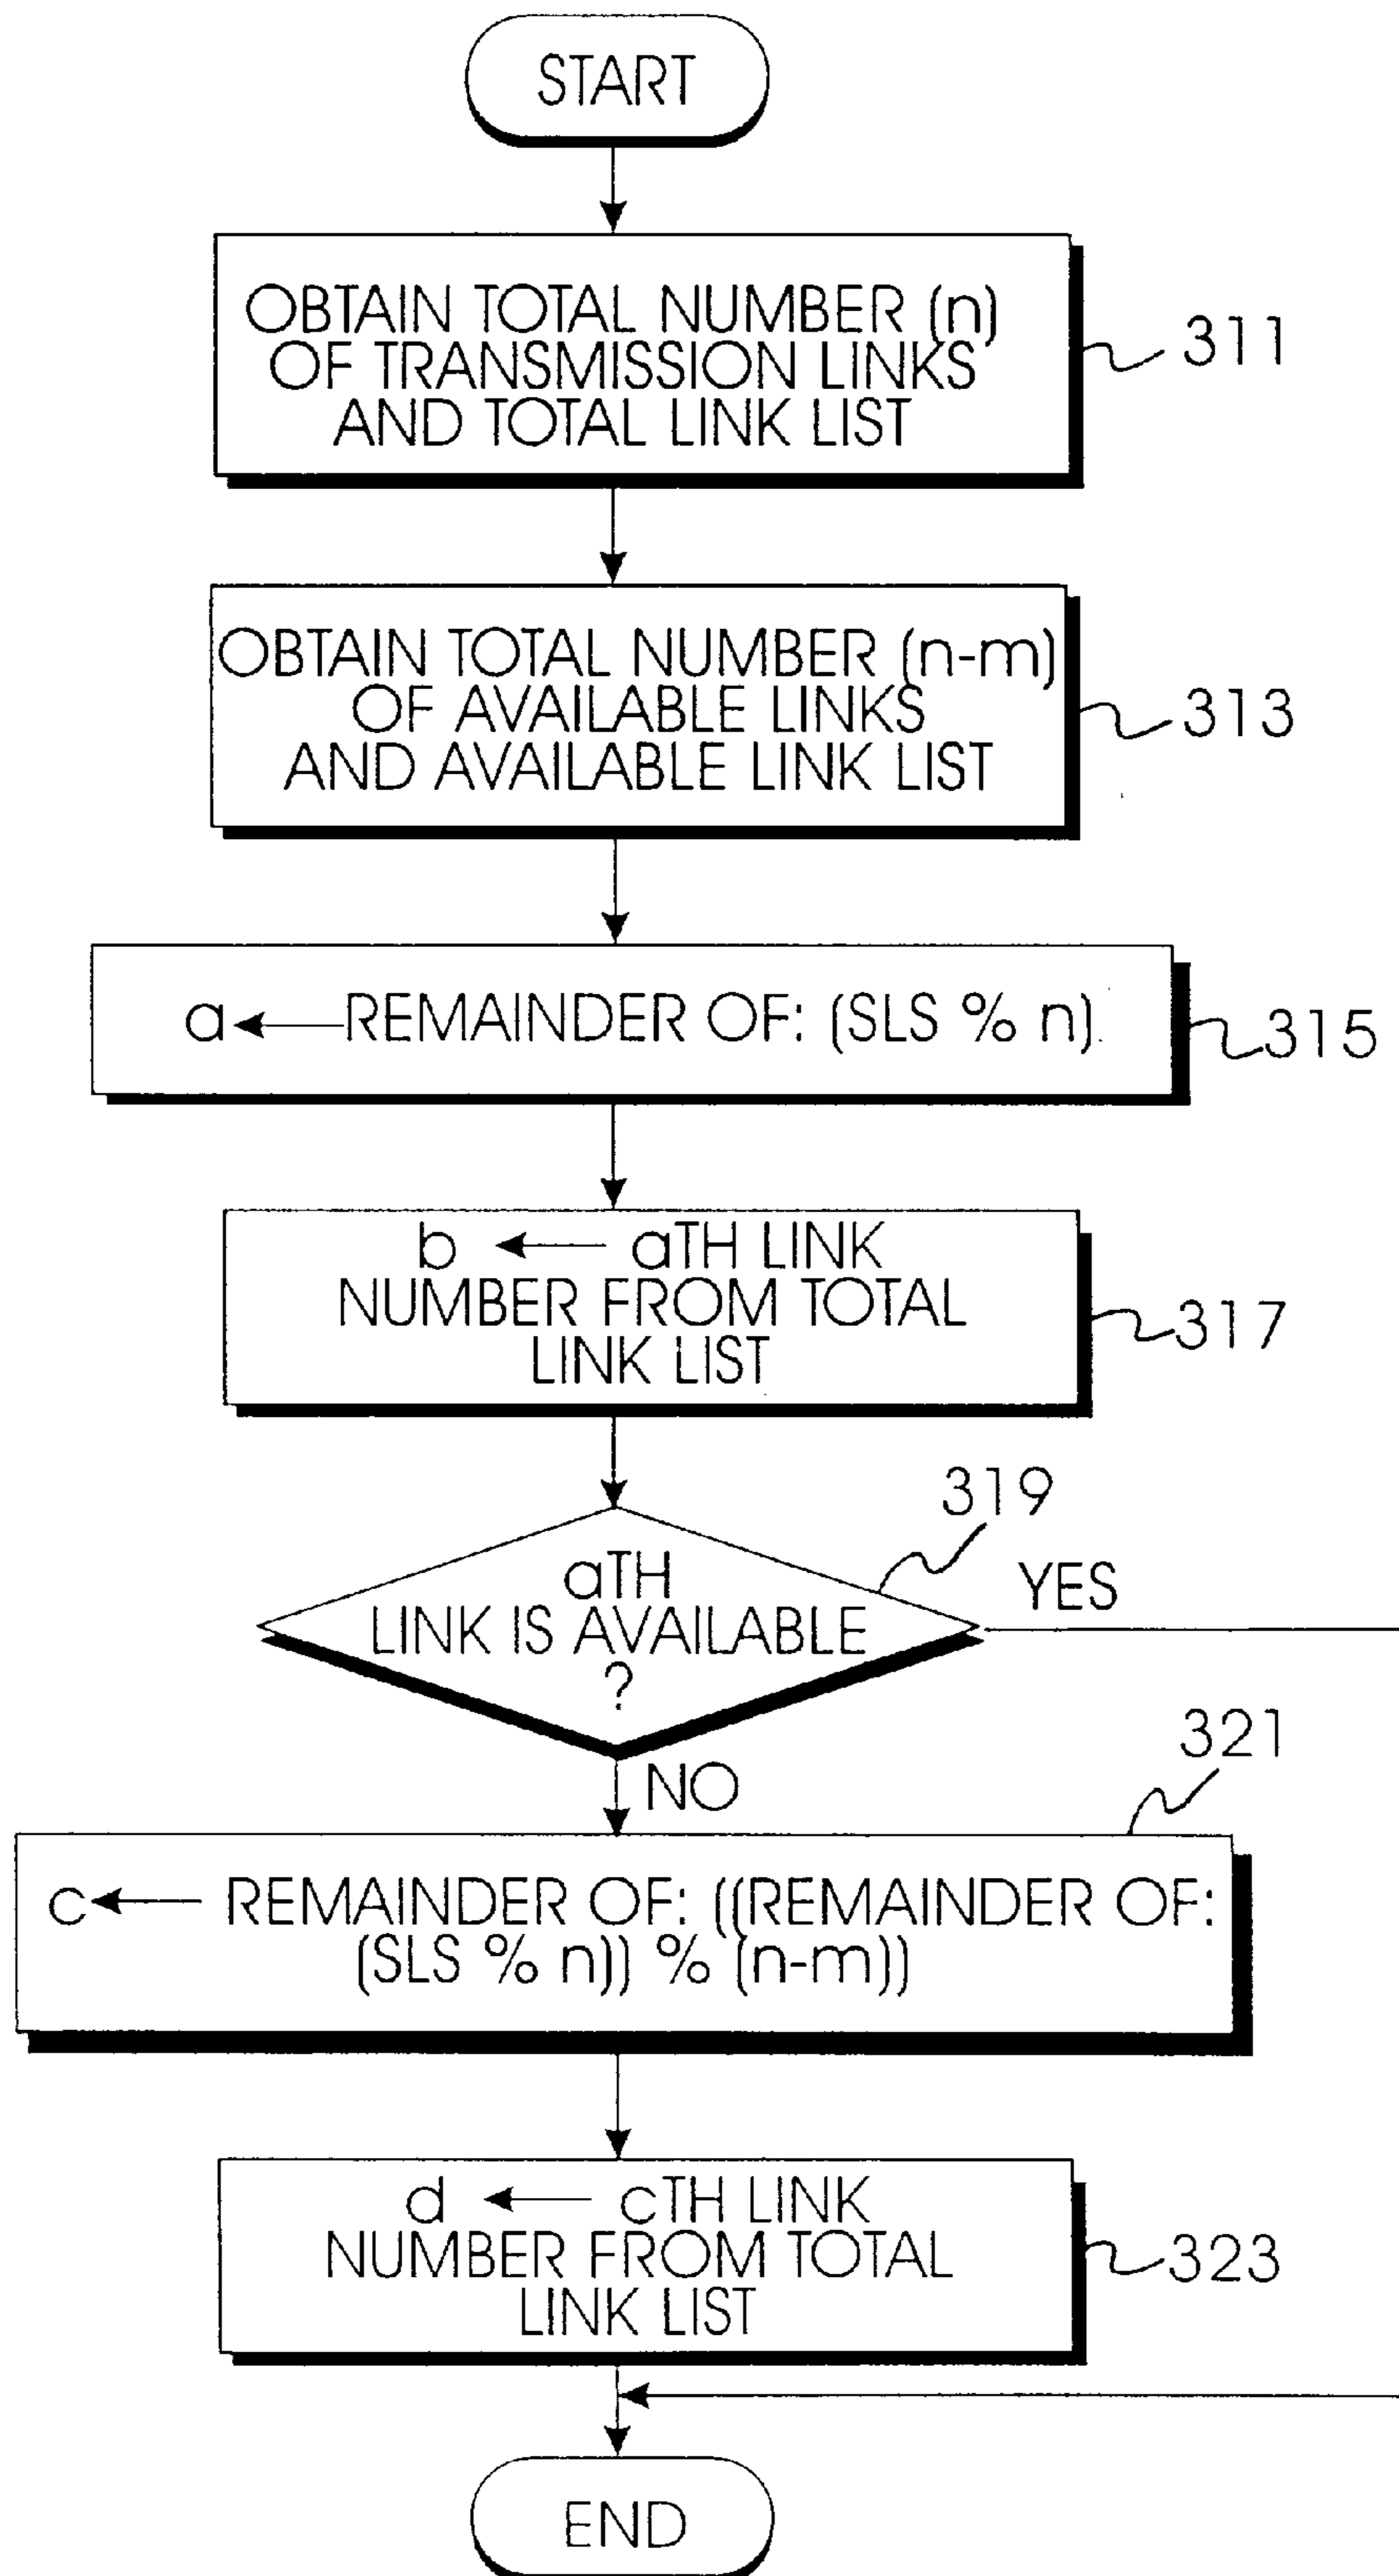 START
OBTAIN TOTAL NUMBER (n)
OF TRANSMISSION LINKS
AND TOTAL LINK LIST
311
OBTAIN TOTAL NUMBER (n-m)
OF AVAILABLE LINKS
AND AVAILABLE LINK LIST
313
a ← REMAINDER OF: (SLS % n)
315
b ← aTH LINK
NUMBER FROM TOTAL
LINK LIST
317
319
aTH
LINK IS AVAILABLE
?
YES
NO
321
c ← REMAINDER OF: ((REMAINDER OF:
(SLS % n)) % (n-m))
d ← cTH LINK
NUMBER FROM TOTAL
LINK LIST
323
END